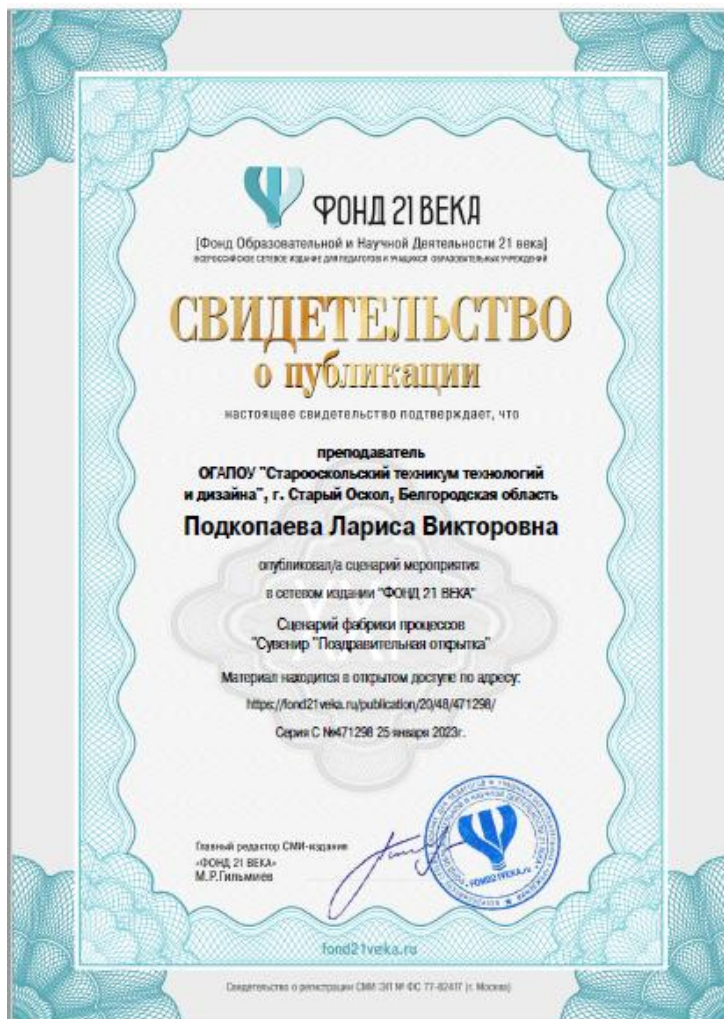 ФОНД 21 ВЕКА
[Фонд Образовательной и Научной Деятельности 21 века]
ВСЕРОССИЙСКОЕ СЕТЕВОЕ ИЗДАНИЕ ДЛЯ ПЕДАГОГОВ И УЧАЩИХСЯ ОБРАЗОВАТЕЛЬНЫХ УЧРЕЖДЕНИЙ
СВИДЕТЕЛЬСТВО
о публикации
настоящее свидетельство подтверждает, что
преподаватель
ОГАПОУ "Старооскольский техникум технологий
и дизайна", г. Старый Оскол, Белгородская область
Подкопаева Лариса Викторовна
опубликовал/а сценарий мероприятия
в сетевом издании "ФОНД 21 ВЕКА"
Сценарий фабрики процессов
"Сувенир "Поздравительная открытка"
Материал находится в открытом доступе по адресу:
https://fond21veka.ru/publication/20/48/471298/
Серия С №471298 25 января 2023г.
Главный редактор СМИ-издания
«ФОНД 21 ВЕКА»
М.Р.Гильмиев
FOND21VEKA.ru
fond21veka.ru
Свидетельство о регистрации СМИ: ЭЛ № ФС 77-82417 (г. Москва)